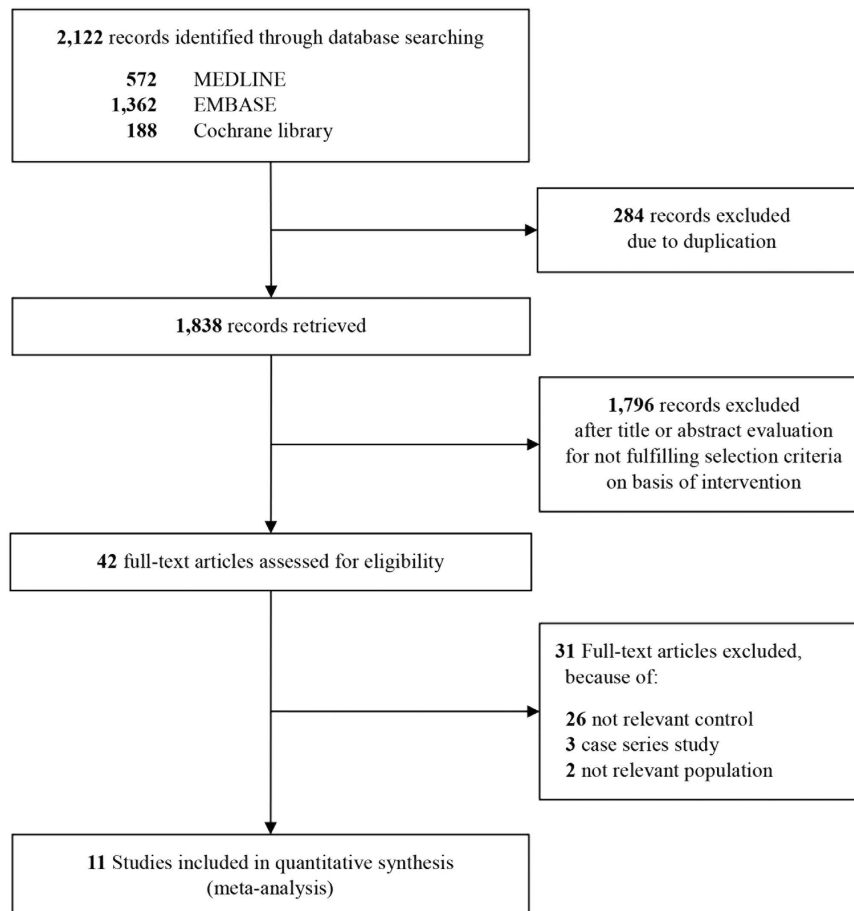 2,122 records identified through database searching
572 MEDLINE
1,362 EMBASE
188 Cochrane library
284 records excluded
due to duplication
1,838 records retrieved
1,796 records excluded
after title or abstract evaluation
for not fulfilling selection criteria
on basis of intervention
42 full-text articles assessed for eligibility
31 Full-text articles excluded,
because of:
26 not relevant control
3 case series study
2 not relevant population
11 Studies included in quantitative synthesis
(meta-analysis)